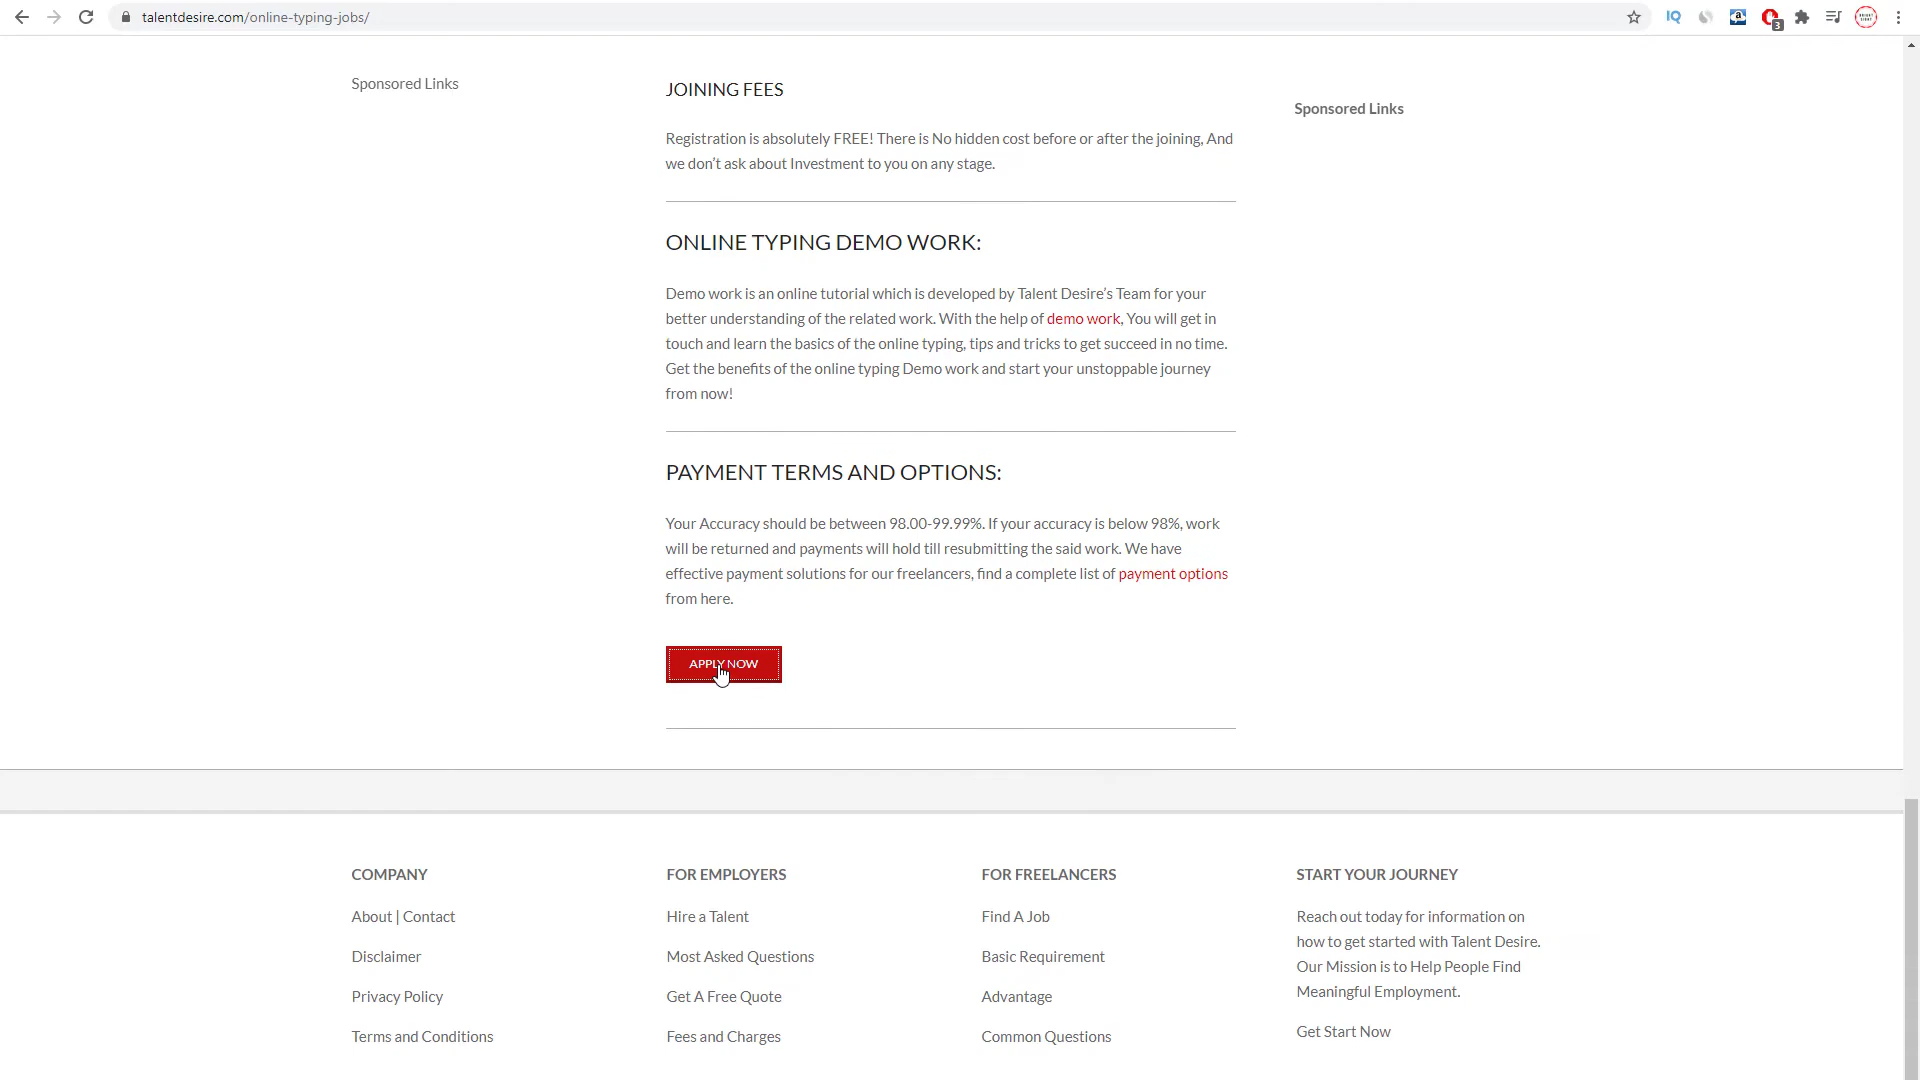 talentdesire.com/online-typing-jobs/
IQ
3
Sponsored Links
JOINING FEES
Registration is absolutely FREE! There is No hidden cost before or after the joining, And
we don't ask about Investment to you on any stage.
Sponsored Links
ONLINE TYPING DEMO WORK:
Demo work is an online tutorial which is developed by Talent Desire's Team for your
better understanding of the related work. With the help of demo work, You will get in
touch and learn the basics of the online typing, tips and tricks to get succeed in no time.
Get the benefits of the online typing Demo work and start your unstoppable journey
from now!
PAYMENT TERMS AND OPTIONS:
Your Accuracy should be between 98.00-99.99%. If your accuracy is below 98%, work
will be returned and payments will hold till resubmitting the said work. We have
effective payment solutions for our freelancers, find a complete list of payment options
from here.
APPLY NOW
COMPANY
About | Contact
Disclaimer
Privacy Policy
Terms and Conditions
FOR EMPLOYERS
Hire a Talent
Most Asked Questions
Get A Free Quote
Fees and Charges
FOR FREELANCERS
Find A Job
Basic Requirement
Advantage
Common Questions
START YOUR JOURNEY
Reach out today for information on
how to get started with Talent Desire.
Our Mission is to Help People Find
Meaningful Employment.
Get Start Now